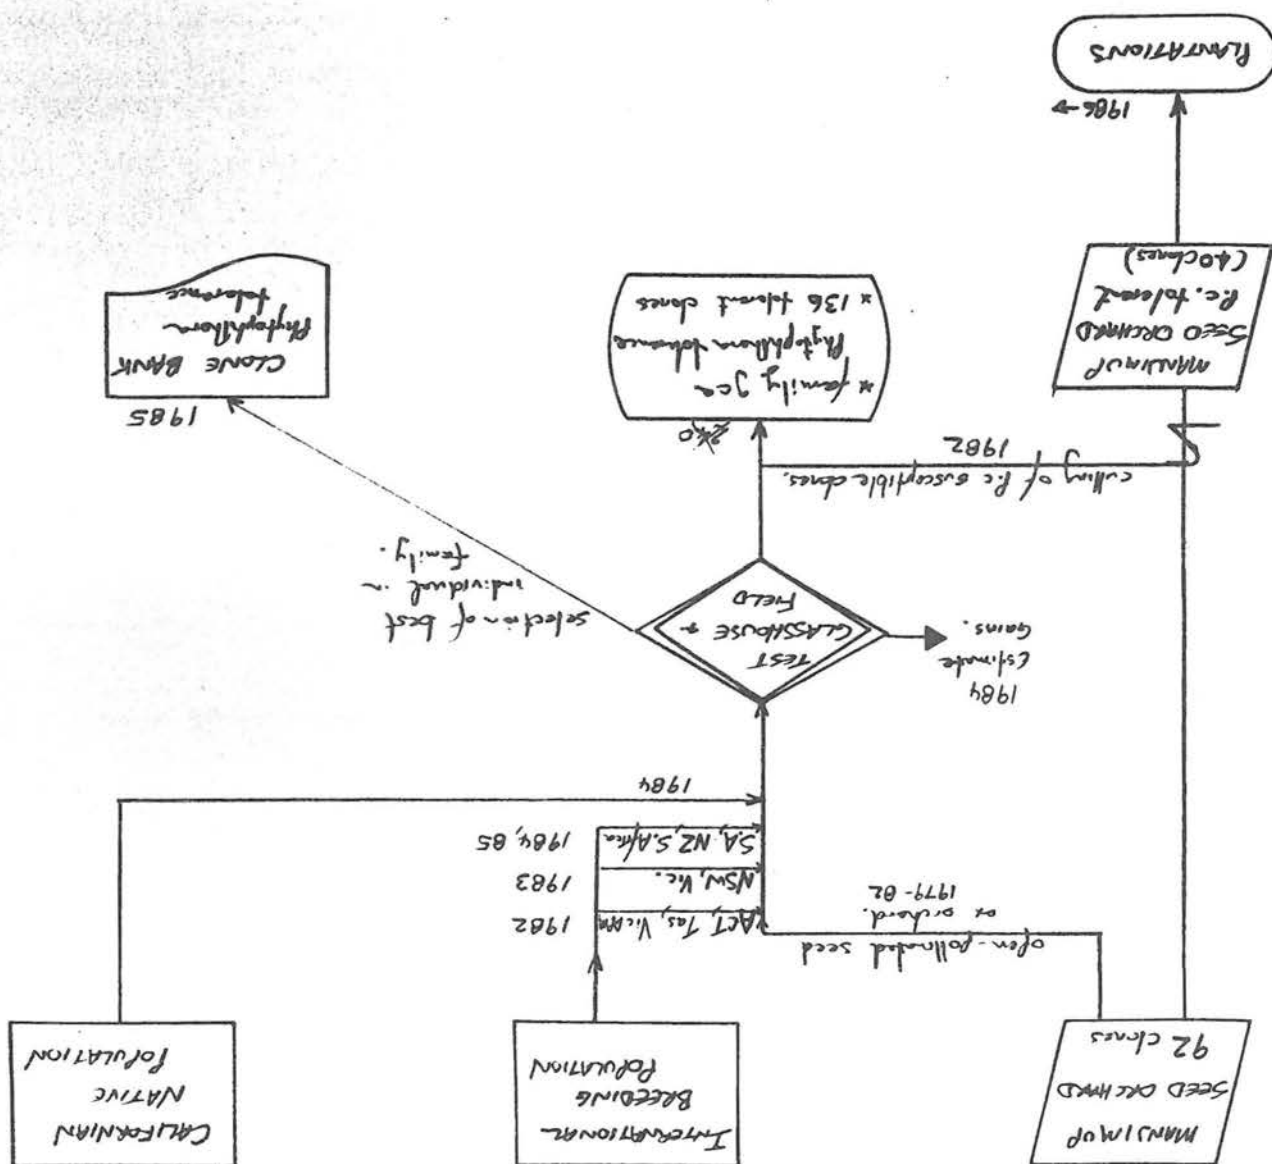 MANJIMUP
SEED ORCHARD
92 clones
INTERNATIONAL
BREEDING
POPULATION
CALIFORNIAN
NATIVE
POPULATION
open-pollinated seed
ex orchard.
1979-82
ACT, Tas,
1982
NSW, Vic.
1983
S.A, NZ, S.Africa
1984, 85
1984
1984
Estimate
Gains.
TEST
GLASSHOUSE +
FIELD
selection of best
individual in
family.
culling of P.c susceptible clones.
1982
* family gca
Phytophthora tolerance
* 136 tolerant clones
1985
CLONE BANK
Phytophthora
tolerance
MANJIMUP
SEED ORCHARD
P.c. tolerant
(40 clones)
1986 →
PLANTATIONS